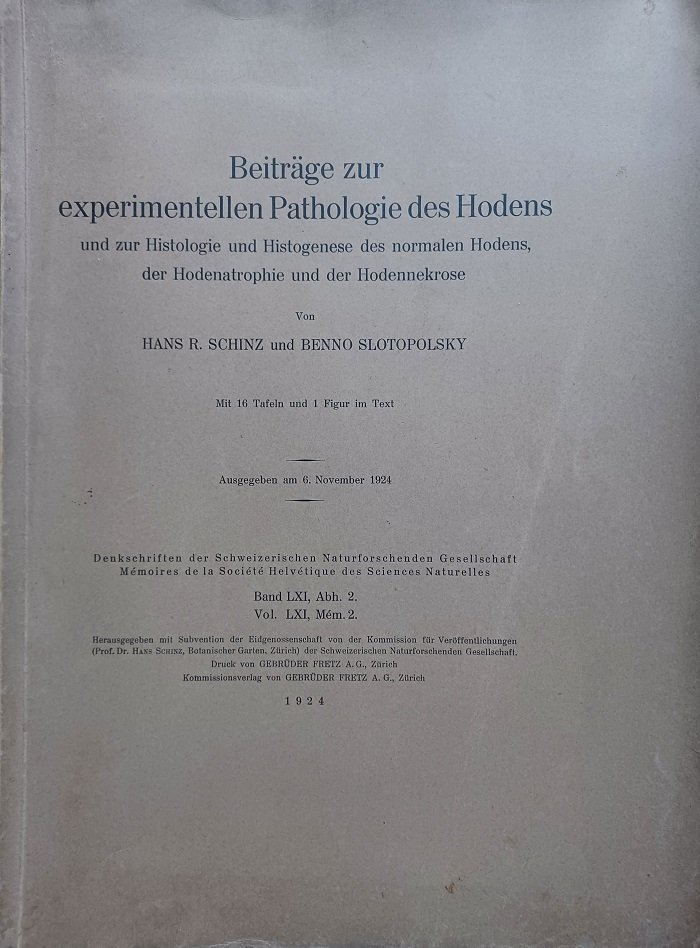 Beiträge zur
experimentellen Pathologie des Hodens
und zur Histologie und Histogenese des normalen Hodens,
der Hodenatrophie und der Hodennekrose
Von
HANS R. SCHINZ und BENNO SLOTOPOLSKY
Mit 16 Tafeln und 1 Figur im Text
Ausgegeben am 6. November 1924
Denkschriften der Schweizerischen Naturforschenden Gesellschaft
Mémoires de la Société Helvétique des Sciences Naturelles
Band LXI, Abh. 2.
Vol. LXI, Mém. 2.
Herausgegeben mit Subvention der Eidgenossenschaft von der Kommission für Veröffentlichungen
(Prof. Dr. HANS SCHINZ, Botanischer Garten, Zürich) der Schweizerischen Naturforschenden Gesellschaft.
Druck von GEBRÜDER FRETZ A. G., Zürich
Kommissionsverlag von GEBRÜDER FRETZ A. G., Zürich
1924